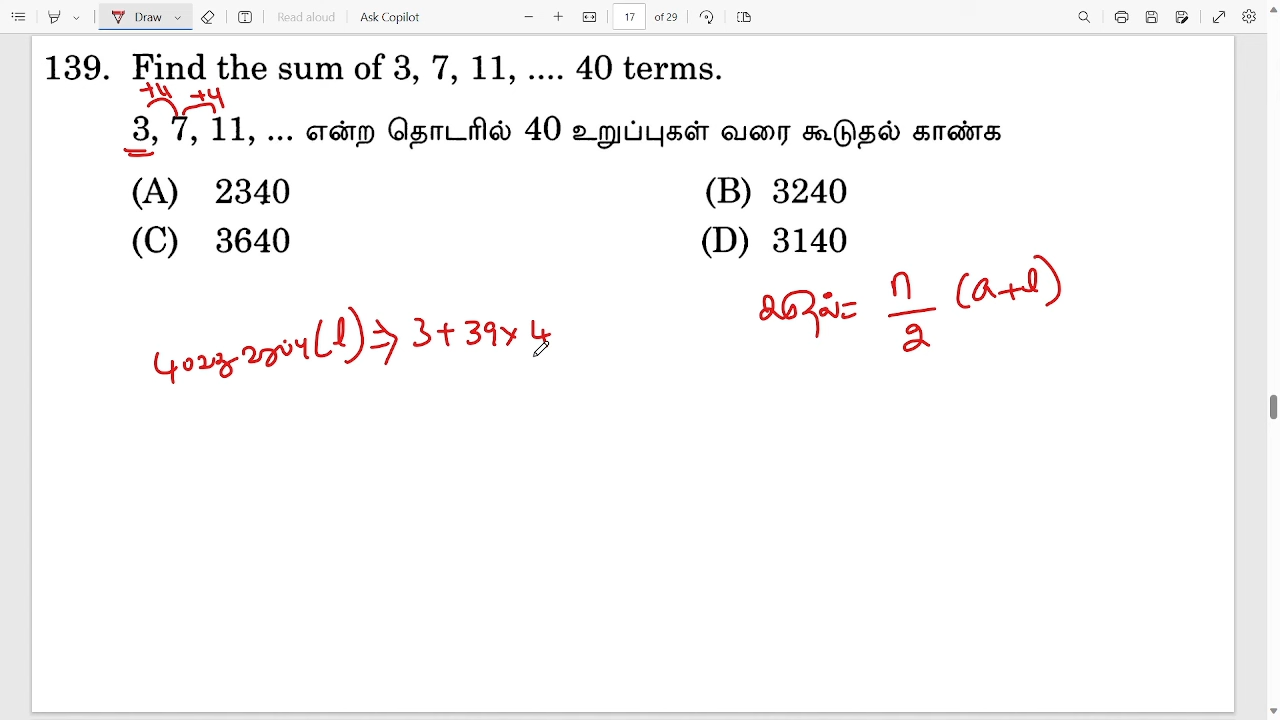 Draw
Read aloud
Ask Copilot
17
of 29
139. Find the sum of 3, 7, 11, .... 40 terms.
+4 +4
3, 7, 11, ... என்ற தொடரில் 40 உறுப்புகள் வரை கூடுதல் காண்க
(A) 2340
(B) 3240
(C) 3640
(D) 3140
= n/2 (a+l)
(l) ⇒ 3 + 39 × 4